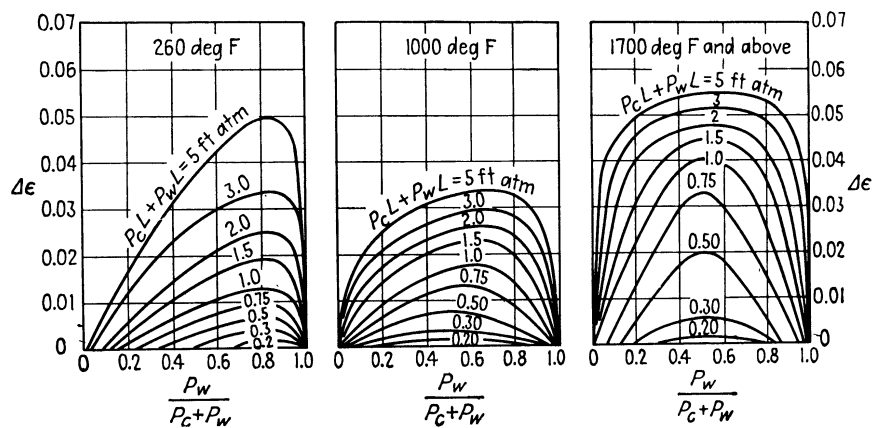 0.07
0.06
0.05
0.04
0.03
0.02
0.01
0
Δϵ
260 deg F
P_C L + P_W L = 5 ft atm
3.0
2.0
1.5
1.0
0.75
0.5
0.3
0.2
0 0.2 0.4 0.6 0.8 1.0
P_W
P_C + P_W
1000 deg F
P_C L + P_W L = 5 ft atm
3.0
2.0
1.5
1.0
0.75
0.50
0.30
0.20
0 0.2 0.4 0.6 0.8 1.0
P_W
P_C + P_W
1700 deg F and above
P_C L + P_W L = 5 ft atm
3
2
1.5
1.0
0.75
0.50
0.30
0.20
0 0.2 0.4 0.6 0.8 1.0
P_W
P_C + P_W
0.07
0.06
0.05
0.04
Δϵ
0.03
0.02
0.01
0